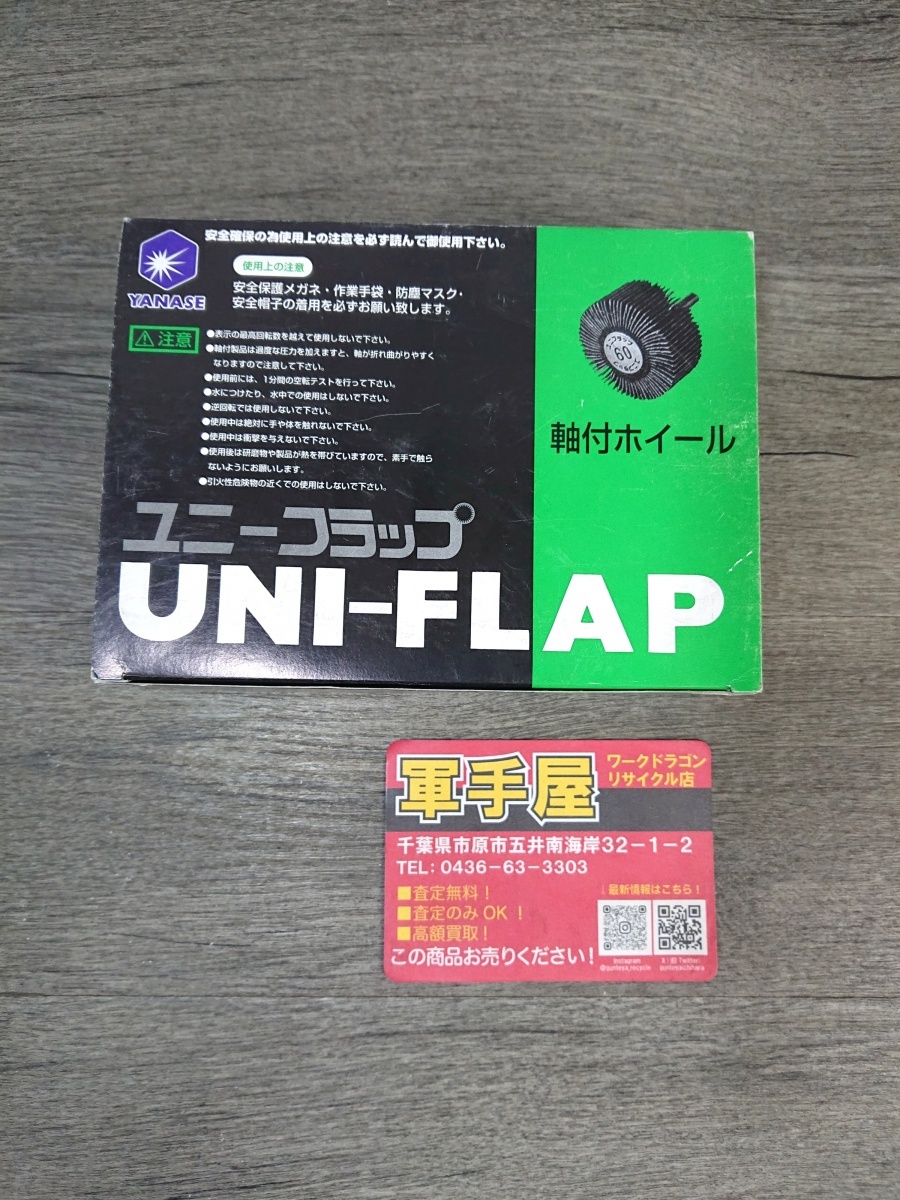 安全確保の為使用上の注意を必ず読んで御使用下さい。
YANASE
使用上の注意
安全保護メガネ・作業手袋・防塵マスク・
安全帽子の着用を必ずお願い致します。
注意
●表示の最高回転数を越えて使用しないで下さい。
●軸付製品は過度な圧力を加えますと、軸が折れ曲がりやすく
なりますので注意して下さい。
●使用前には、1分間の空転テストを行って下さい。
●水につけたり、水中での使用はしないで下さい。
●逆回転では使用しないで下さい。
●使用中は絶対に手や体を触れないで下さい。
●使用中は衝撃を与えないで下さい。
●使用後は研磨物や製品が熱を帯びていますので、素手で触ら
ないようにお願いします。
●引火性危険物の近くでの使用はしないで下さい。
ユニーフラップ
60
軸付ホイール
ユニーフラップ
UNI-FLAP
軍手屋
ワークドラゴン
リサイクル店
千葉県市原市五井南海岸32-1-2
TEL: 0436-63-3303
■査定無料!
■査定のみOK!
■高額買取!
この商品お売りください!
↓最新情報はこちら!
Instagram
@gunteya_recycle
X(旧Twitter)